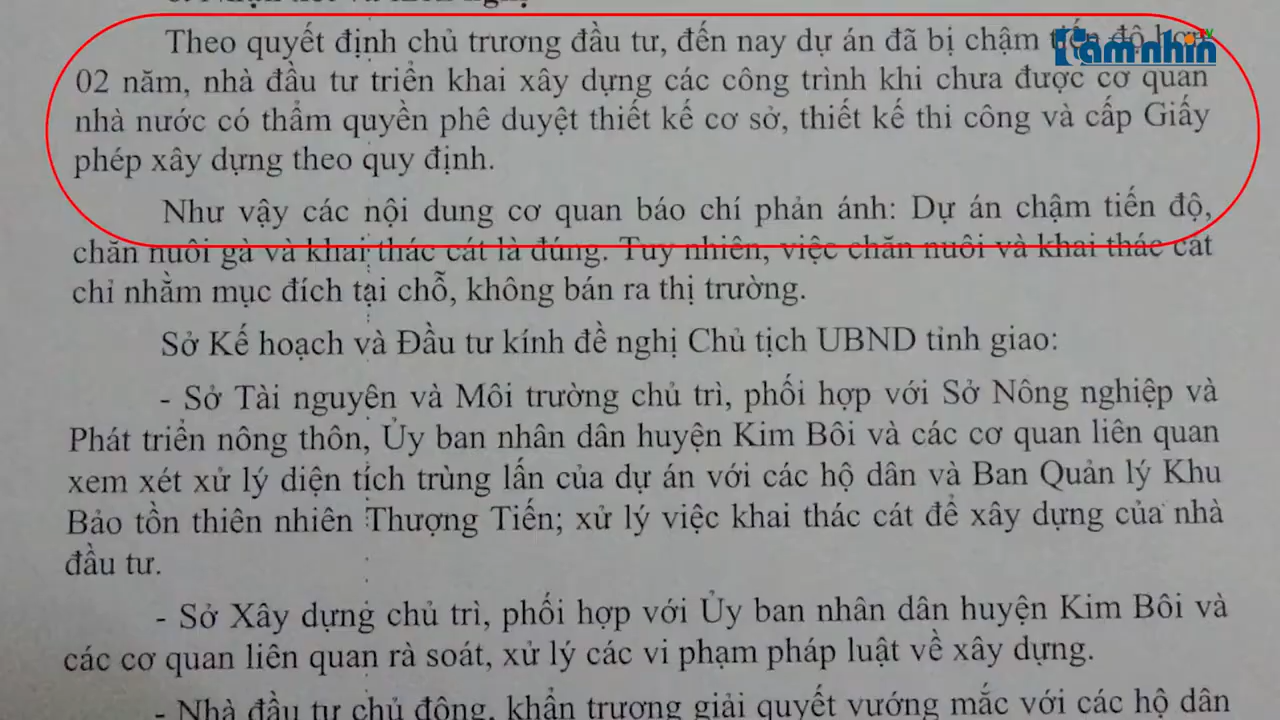 Theo quyết định chủ trương đầu tư, đến nay dự án đã bị chậm tiến độ hơn
Tamnhin TV
02 năm, nhà đầu tư triển khai xây dựng các công trình khi chưa được cơ quan
nhà nước có thẩm quyền phê duyệt thiết kế cơ sở, thiết kế thi công và cấp Giấy
phép xây dựng theo quy định.
Như vậy các nội dung cơ quan báo chí phản ánh: Dự án chậm tiến độ,
chăn nuôi gà và khai thác cát là đúng. Tuy nhiên, việc chăn nuôi và khai thác cát
chỉ nhằm mục đích tại chỗ, không bán ra thị trường.
Sở Kế hoạch và Đầu tư kính đề nghị Chủ tịch UBND tỉnh giao:
- Sở Tài nguyên và Môi trường chủ trì, phối hợp với Sở Nông nghiệp và
Phát triển nông thôn, Ủy ban nhân dân huyện Kim Bôi và các cơ quan liên quan
xem xét xử lý diện tích trùng lấn của dự án với các hộ dân và Ban Quản lý Khu
Bảo tồn thiên nhiên Thượng Tiến; xử lý việc khai thác cát để xây dựng của nhà
đầu tư.
- Sở Xây dựng chủ trì, phối hợp với Ủy ban nhân dân huyện Kim Bôi và
các cơ quan liên quan rà soát, xử lý các vi phạm pháp luật về xây dựng.
- Nhà đầu tư chủ động, khẩn trương giải quyết vướng mắc với các hộ dân